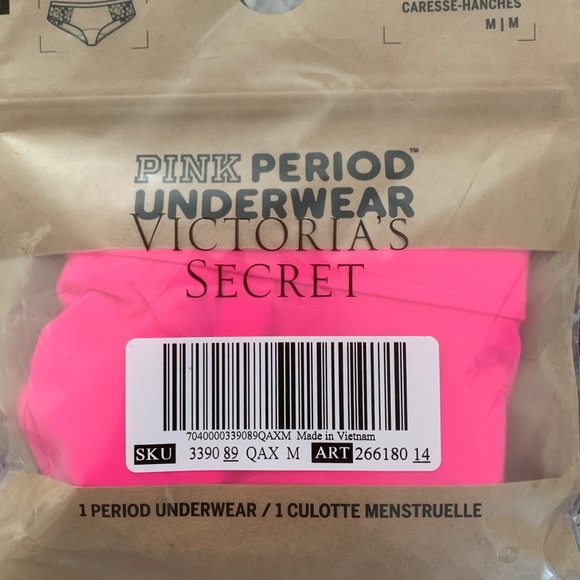 CARESSE-HANCHES
M | M
PINK PERIOD™
UNDERWEAR
VICTORIA'S
SECRET
7040000339089QAXM Made in Vietnam
SKU 3390 89 QAX M ART 266180 14
1 PERIOD UNDERWEAR / 1 CULOTTE MENSTRUELLE